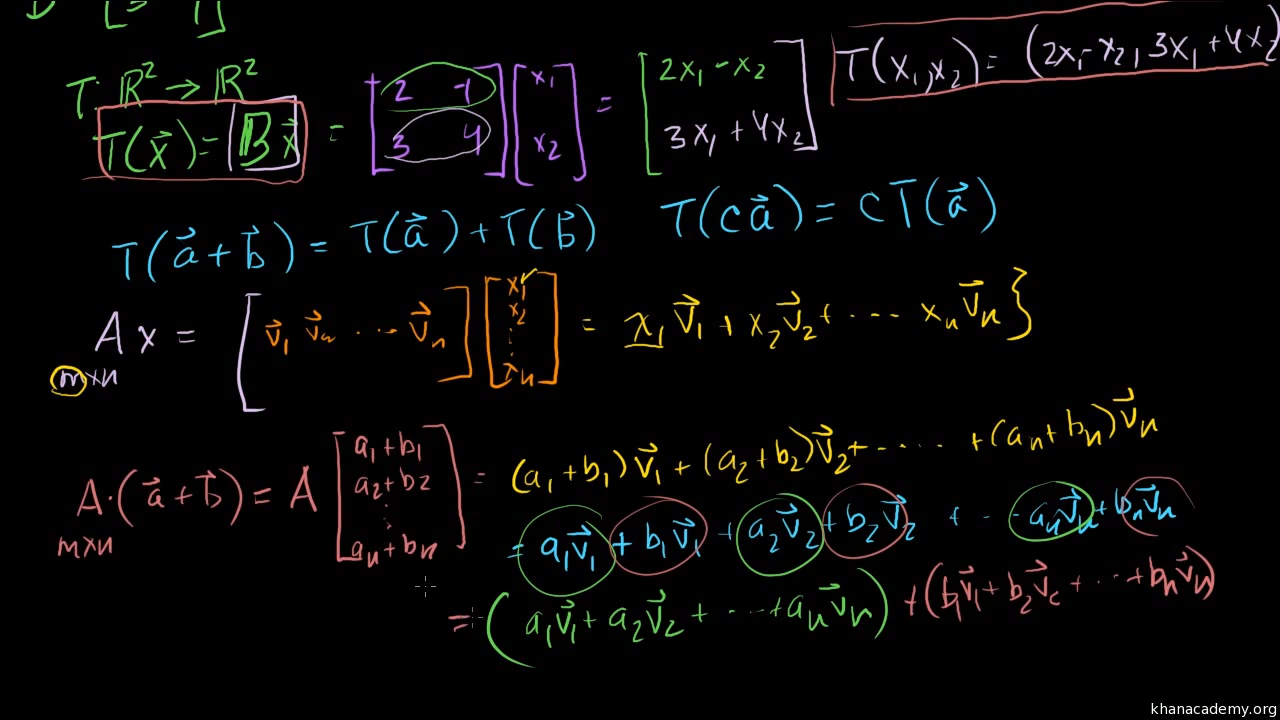 T: ℝ² → ℝ²
T(x⃗) = Bx⃗ = [2 -1; 3 4] [x₁; x₂] = [2x₁ - x₂; 3x₁ + 4x₂]
T(x₁, x₂) = (2x₁ - x₂, 3x₁ + 4x₂
T(a⃗ + b⃗) = T(a⃗) + T(b⃗)
T(ca⃗) = cT(a⃗)
Ax = [v⃗₁ v⃗ₙ ... v⃗ₙ] [x₁; x₂; ⋮; xₙ] = x₁v⃗₁ + x₂v⃗₂ + ... xₙv⃗ₙ}
m×n
A·(a⃗ + b⃗) = A [a₁+b₁; a₂+b₂; ⋮; aₙ+bₙ] = (a₁+b₁)v⃗₁ + (a₂+b₂)v⃗₂ + .... + (aₙ+bₙ)v⃗ₙ
m×n
= a₁v⃗₁ + b₁v⃗₁ + a₂v⃗₂ + b₂v⃗₂ + ... aₙv⃗ₙ + bₙv⃗ₙ
= (a₁v⃗₁ + a₂v⃗₂ + ... + aₙv⃗ₙ) + (b₁v⃗₁ + b₂v⃗₂ + ... + bₙv⃗ₙ)
khanacademy.org